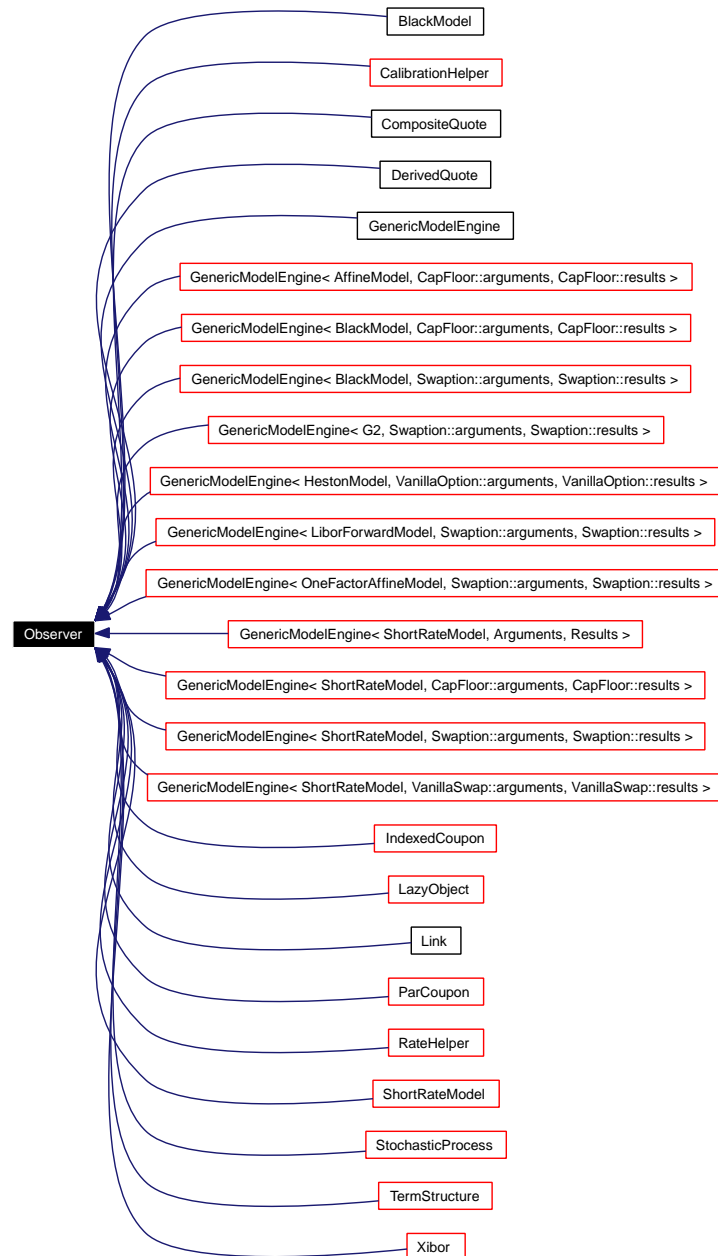 BlackModel
CalibrationHelper
CompositeQuote
DerivedQuote
GenericModelEngine
GenericModelEngine< AffineModel, CapFloor::arguments, CapFloor::results >
GenericModelEngine< BlackModel, CapFloor::arguments, CapFloor::results >
GenericModelEngine< BlackModel, Swaption::arguments, Swaption::results >
GenericModelEngine< G2, Swaption::arguments, Swaption::results >
GenericModelEngine< HestonModel, VanillaOption::arguments, VanillaOption::results >
GenericModelEngine< LiborForwardModel, Swaption::arguments, Swaption::results >
GenericModelEngine< OneFactorAffineModel, Swaption::arguments, Swaption::results >
Observer
GenericModelEngine< ShortRateModel, Arguments, Results >
GenericModelEngine< ShortRateModel, CapFloor::arguments, CapFloor::results >
GenericModelEngine< ShortRateModel, Swaption::arguments, Swaption::results >
GenericModelEngine< ShortRateModel, VanillaSwap::arguments, VanillaSwap::results >
IndexedCoupon
LazyObject
Link
ParCoupon
RateHelper
ShortRateModel
StochasticProcess
TermStructure
Xibor